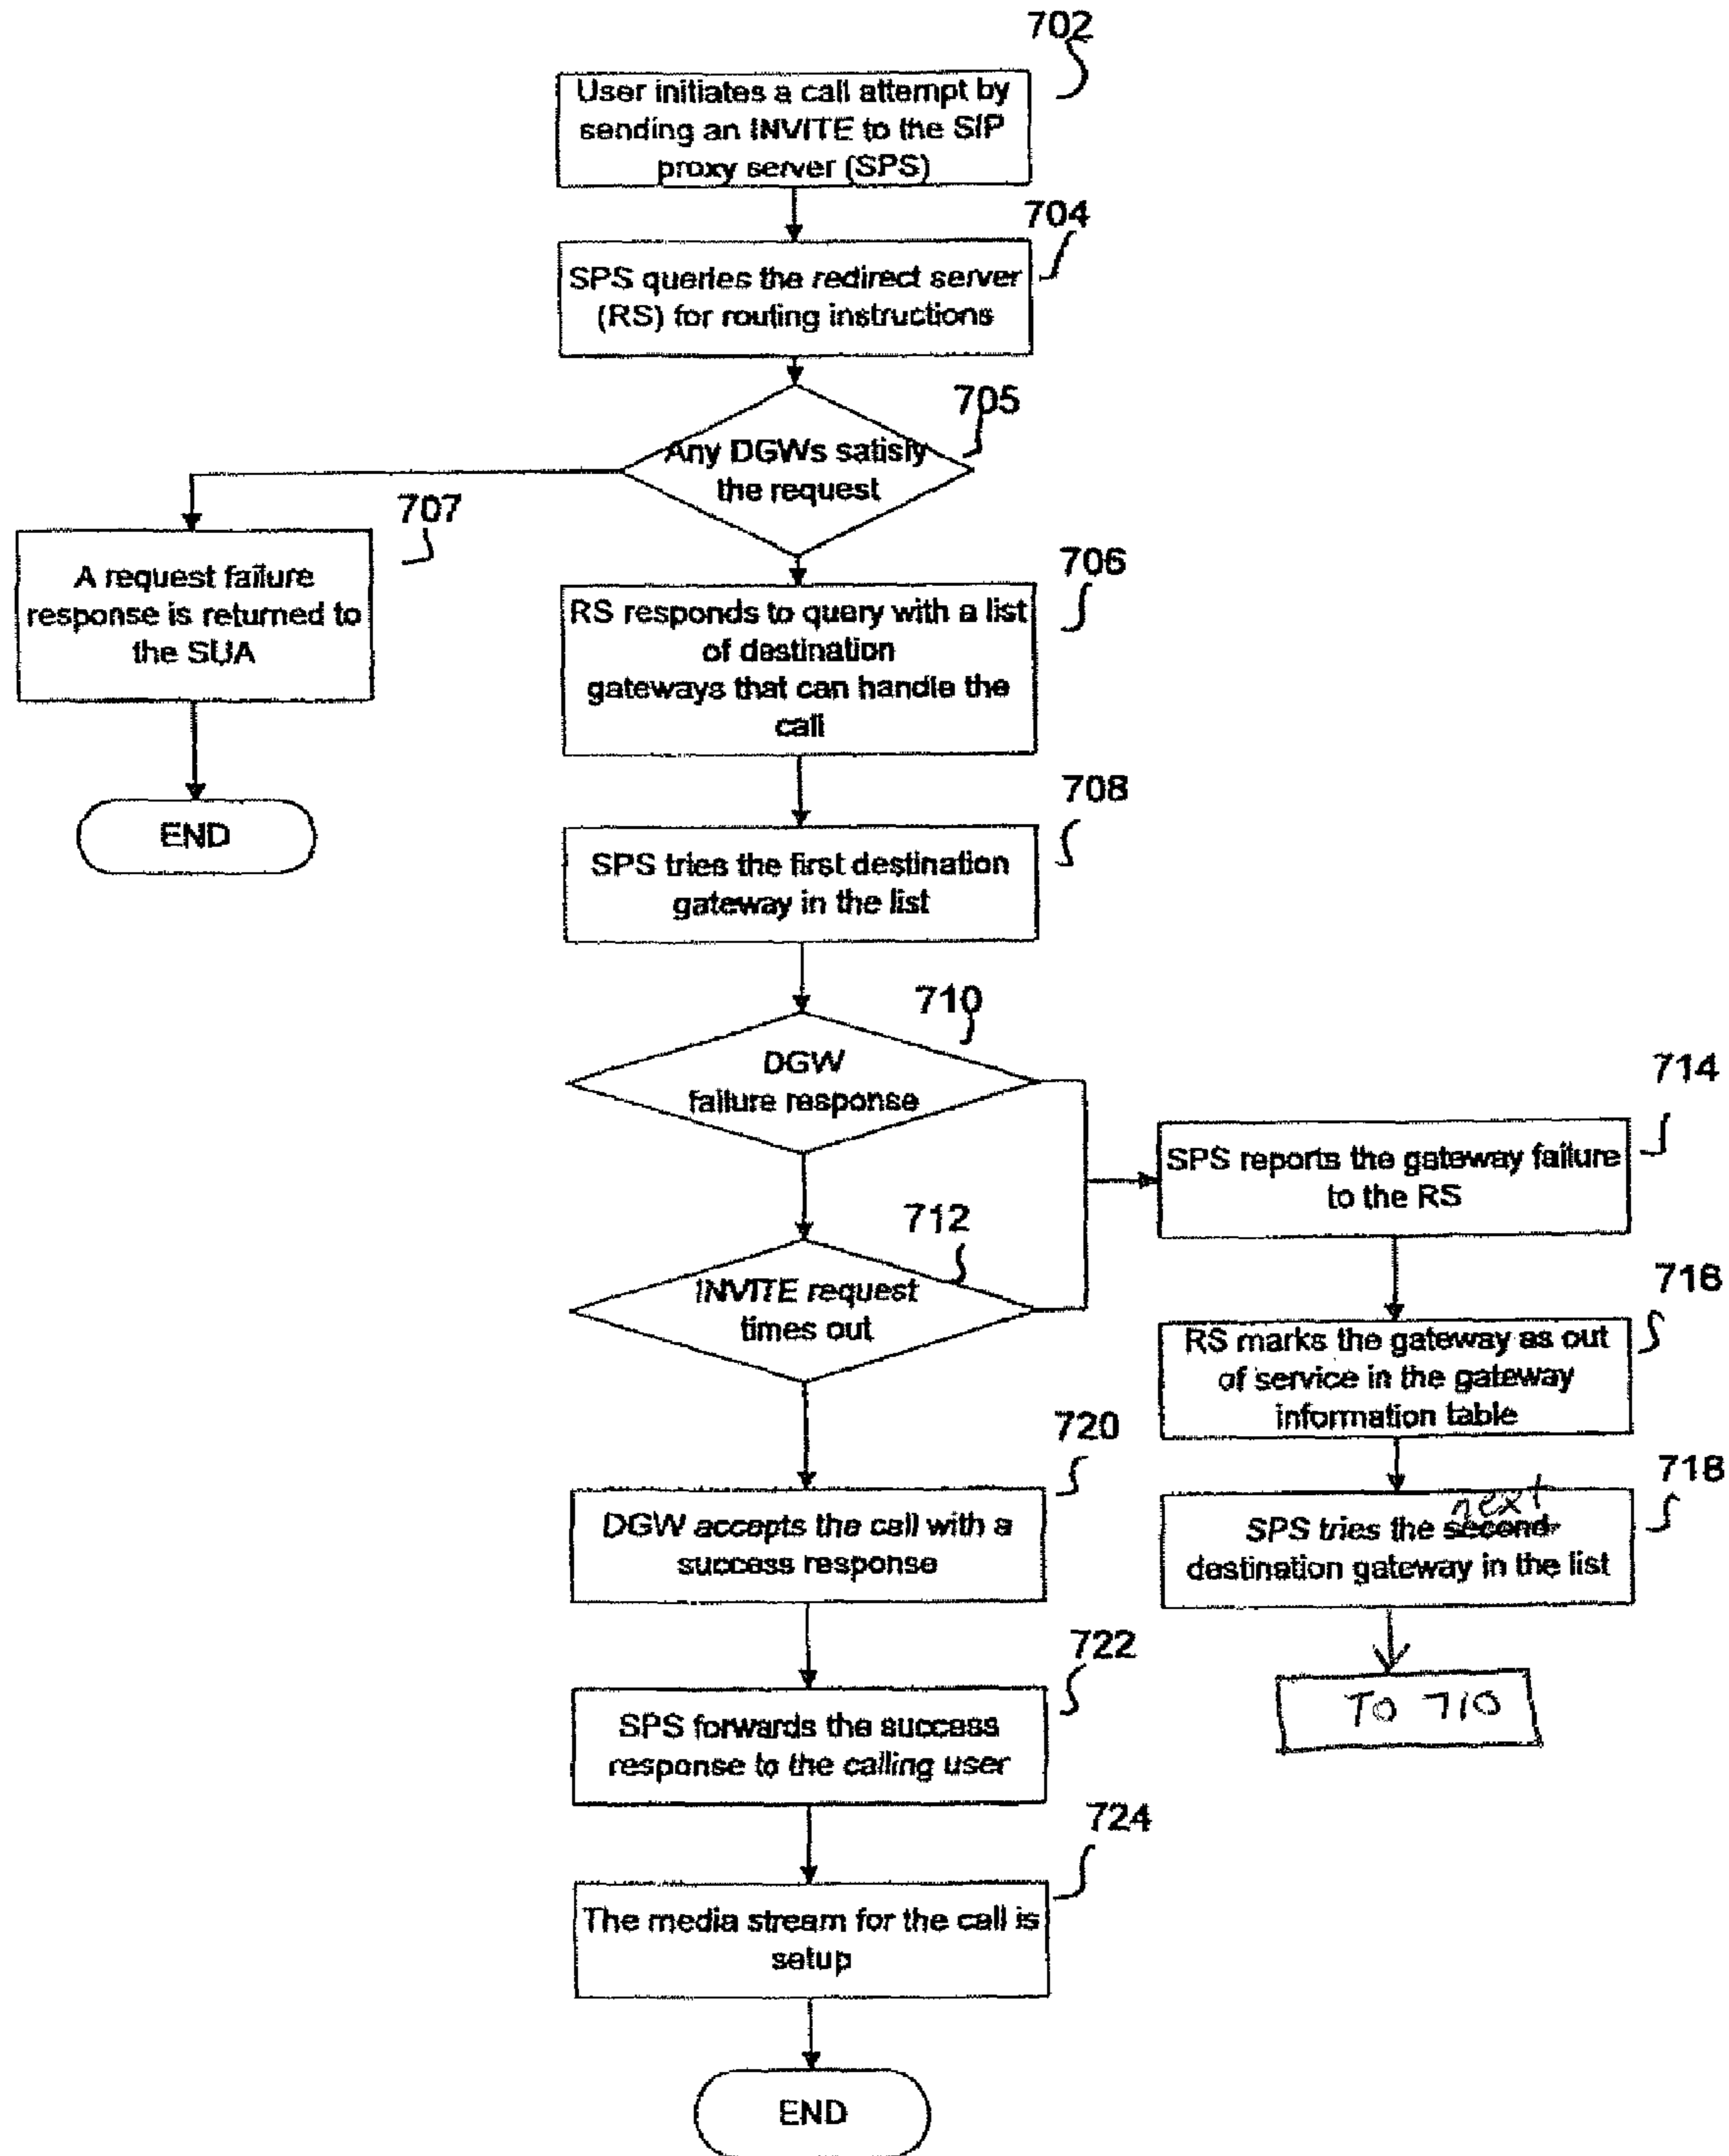 702
User initiates a call attempt by
sending an INVITE to the SIP
proxy server (SPS)
704
SPS queries the redirect server
(RS) for routing instructions
705
Any DGWs satisfy
the request
707
A request failure
response is returned to
the SUA
END
706
RS responds to query with a list
of destination
gateways that can handle the
call
708
SPS tries the first destination
gateway in the list
710
DGW
failure response
712
INVITE request
times out
714
SPS reports the gateway failure
to the RS
716
RS marks the gateway as out
of service in the gateway
information table
718
next
SPS tries the second
destination gateway in the list
TO 710
720
DGW accepts the call with a
success response
722
SPS forwards the success
response to the calling user
724
The media stream for the call is
setup
END